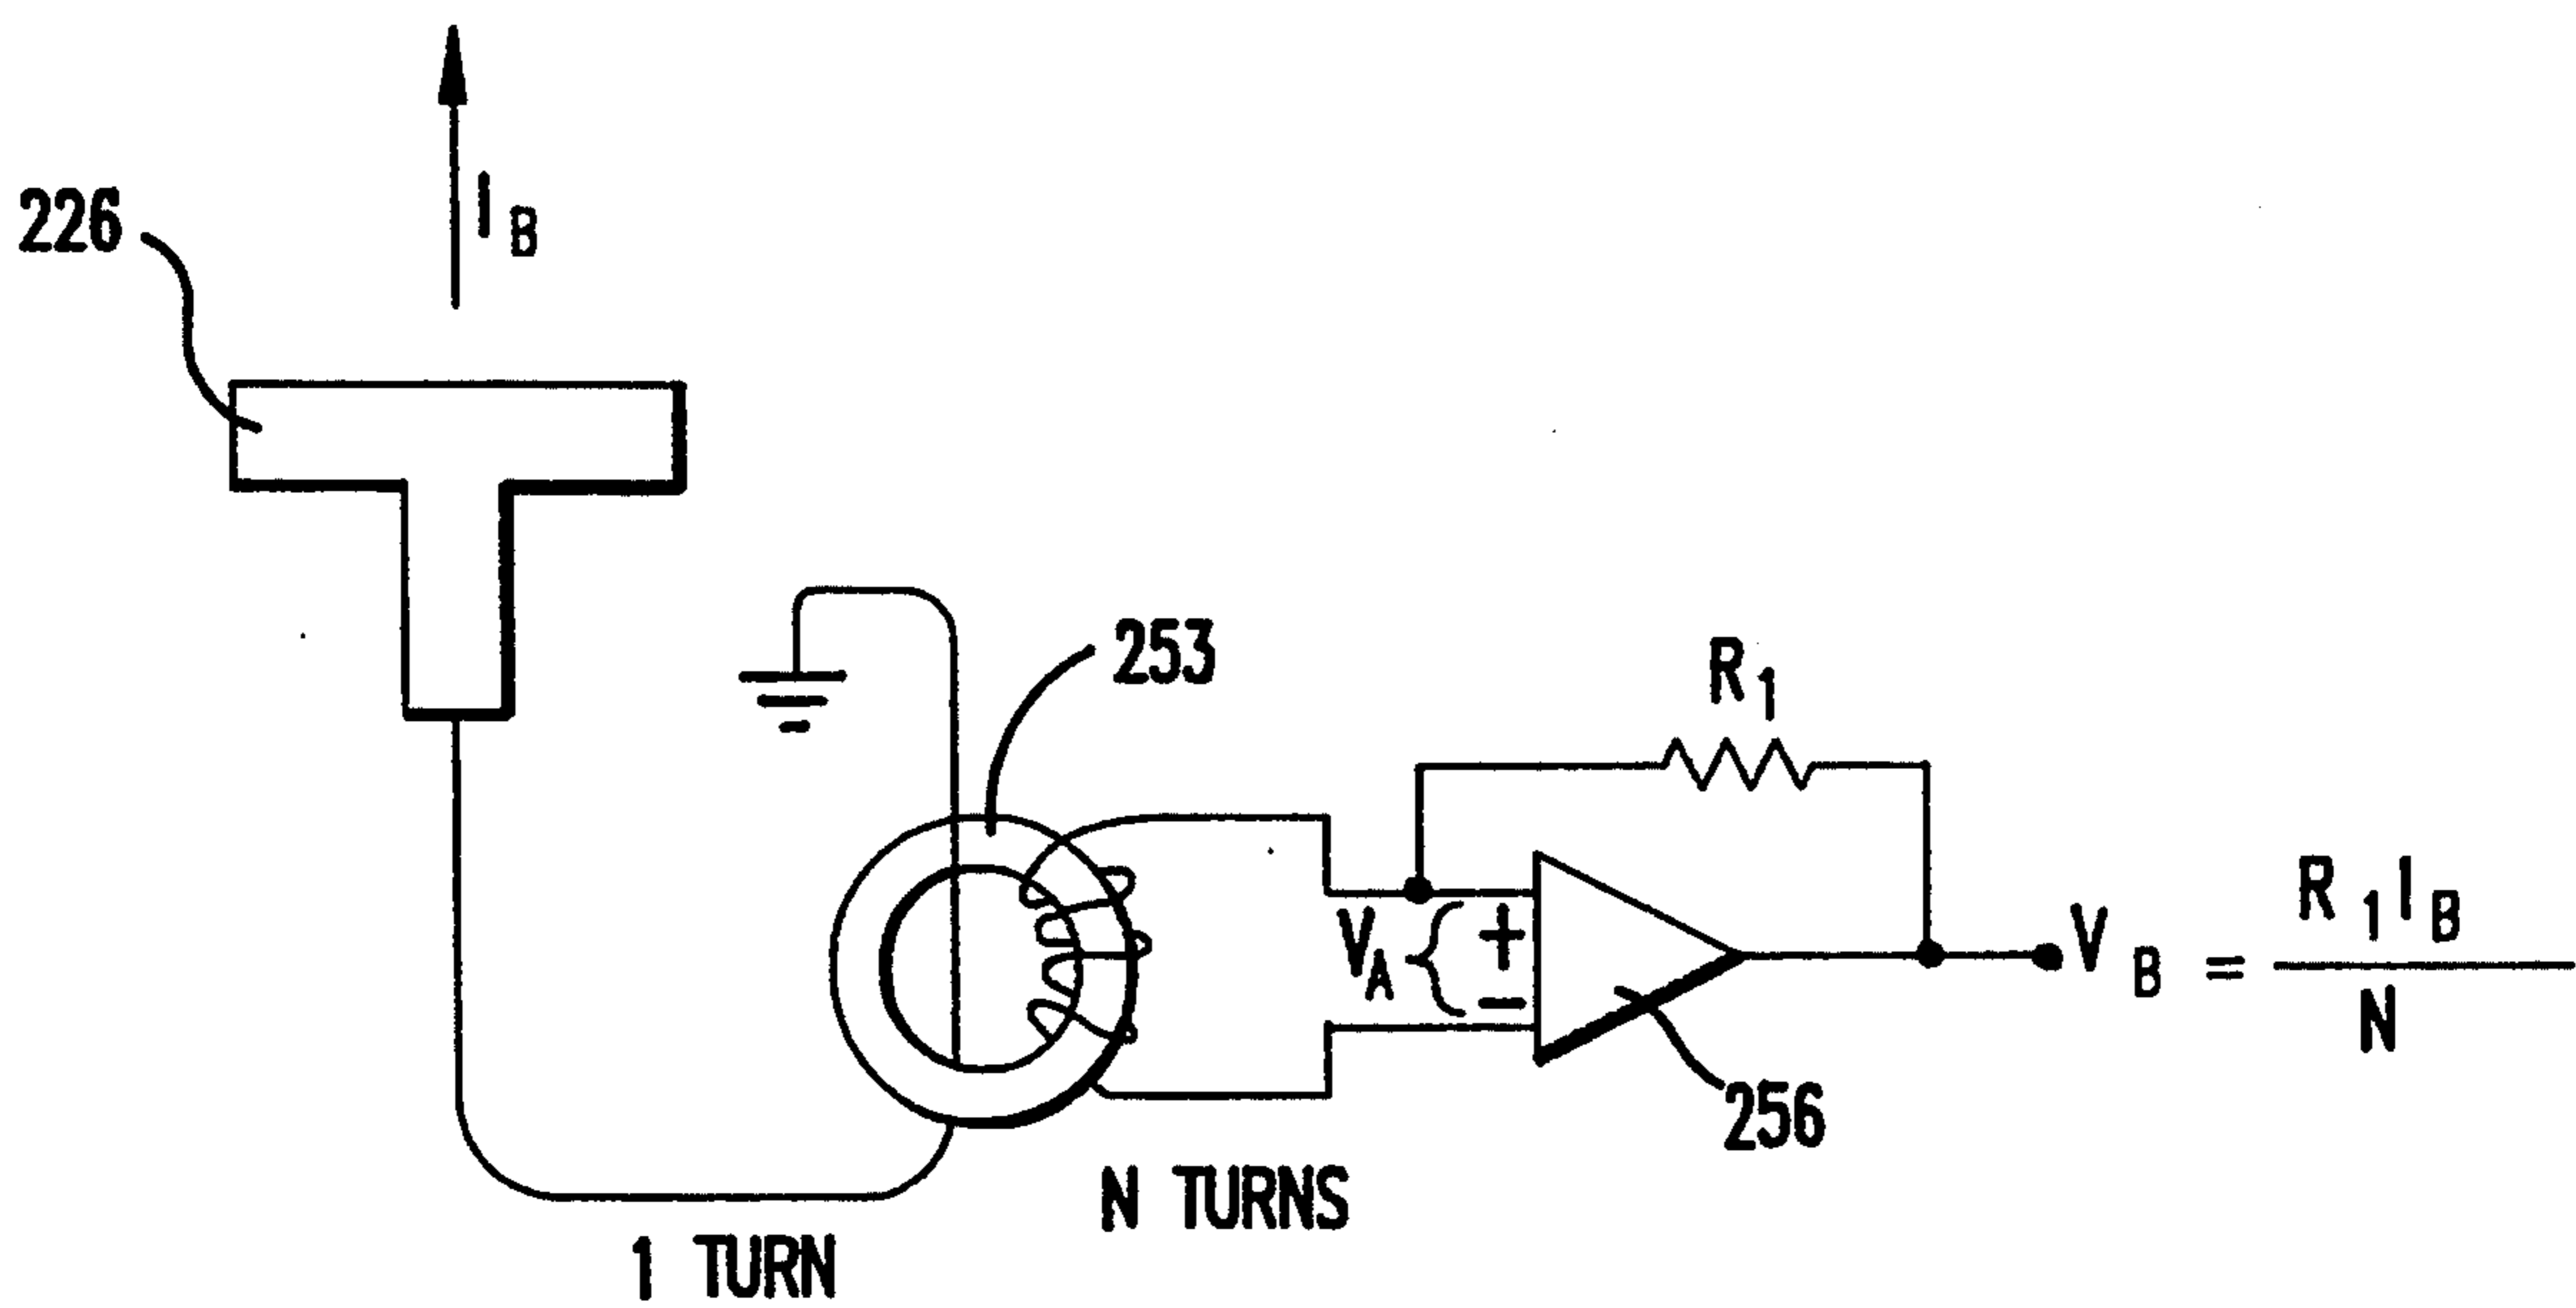 I B
226
253
R 1
V A { + −
V B = R 1 I B / N
256
N TURNS
1 TURN